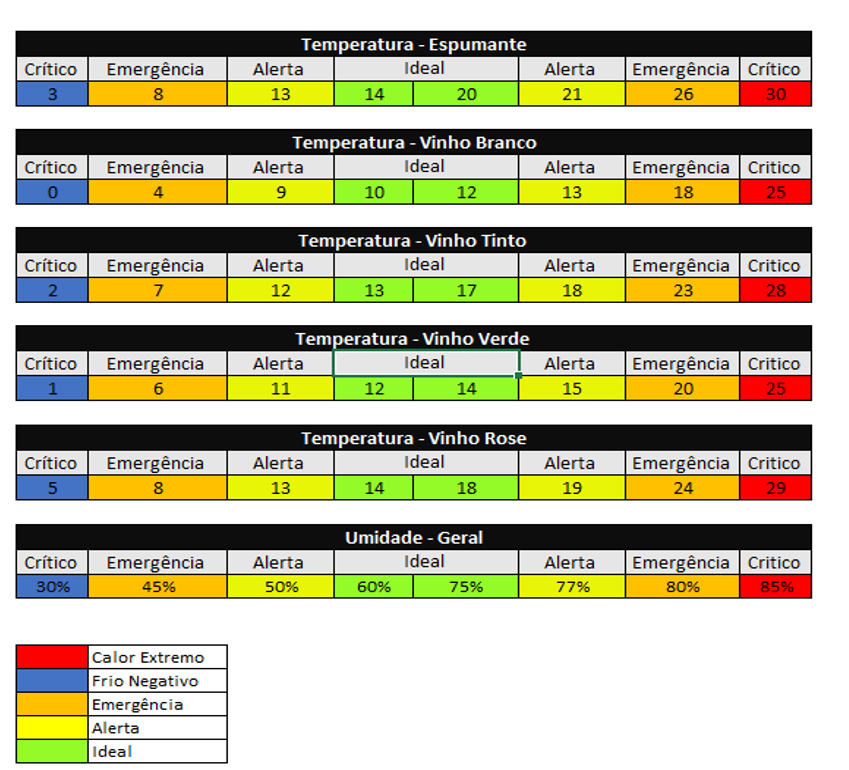 Temperatura - Espumante
Crítico Emergência Alerta Ideal Alerta Emergência Crítico
3 8 13 14 20 21 26 30
Temperatura - Vinho Branco
Crítico Emergência Alerta Ideal Alerta Emergência Critico
0 4 9 10 12 13 18 25
Temperatura - Vinho Tinto
Crítico Emergência Alerta Ideal Alerta Emergência Critico
2 7 12 13 17 18 23 28
Temperatura - Vinho Verde
Crítico Emergência Alerta Ideal Alerta Emergência Critico
1 6 11 12 14 15 20 25
Temperatura - Vinho Rose
Crítico Emergência Alerta Ideal Alerta Emergência Critico
5 8 13 14 18 19 24 29
Umidade - Geral
Crítico Emergência Alerta Ideal Alerta Emergência Critico
30% 45% 50% 60% 75% 77% 80% 85%
Calor Extremo
Frio Negativo
Emergência
Alerta
Ideal